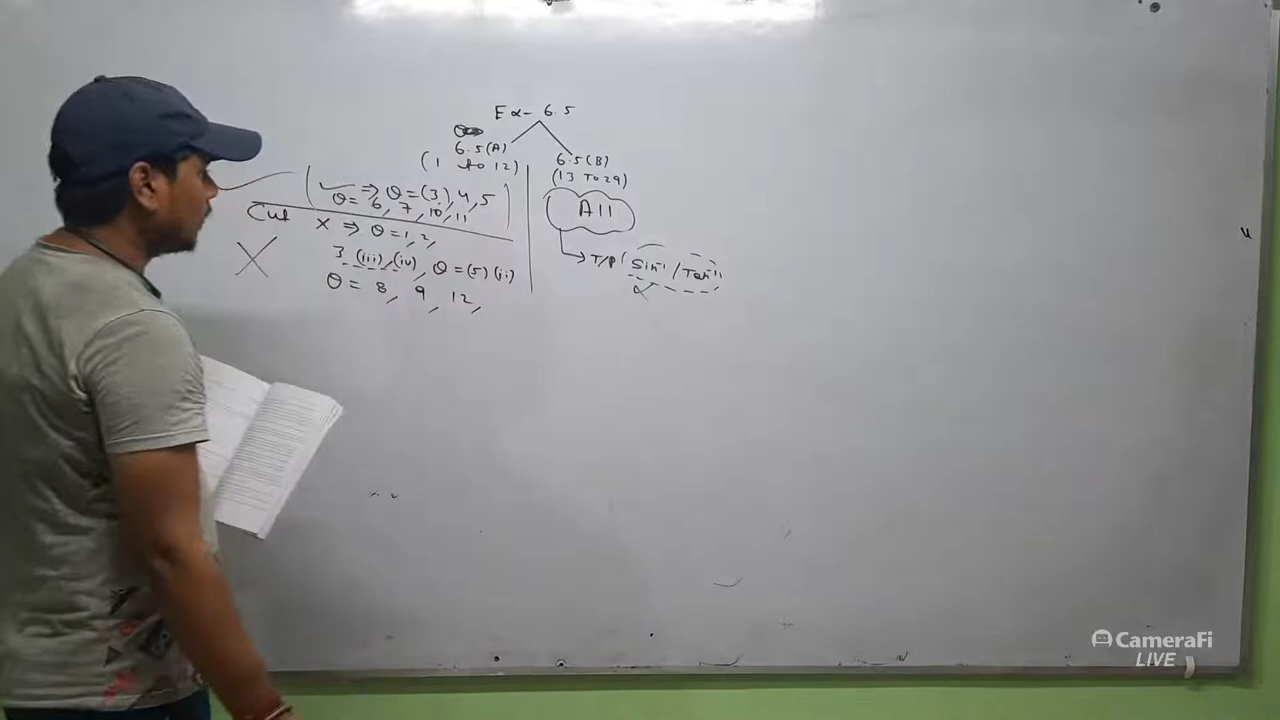 Ex- 6.5
6.5(A)
(1 to 12)
6.5(B)
(13 To 29)
✓ ⇒ Q = (3), 4, 5
Q = 6, 7, 10, 11
Cut X ⇒ Q = 1, 2,
3 (iii), (iv), Q = (5) (ii)
Q = 8, 9, 12,
All
→ T/P (Sin⁻¹ / Tan⁻¹)
CameraFi
LIVE